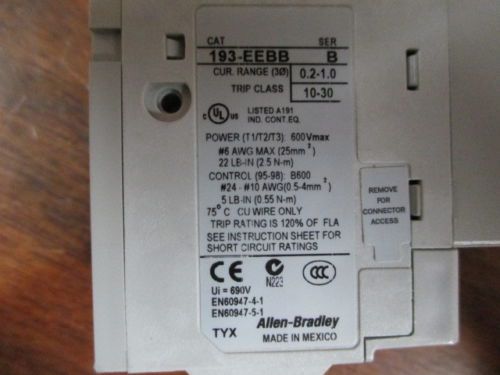 CAT SER
193-EEBB B
CUR. RANGE (3Ø) 0.2-1.0
TRIP CLASS 10-30
C UL US LISTED A191
IND. CONT.EQ.
POWER (T1/T2/T3): 600Vmax
#6 AWG MAX (25mm²)
22 LB-IN (2.5 N-m)
CONTROL (95-98): B600
#24 - #10 AWG(0.5-4mm²)
5 LB-IN (0.55 N-m)
75° C CU WIRE ONLY
TRIP RATING IS 120% OF FLA
SEE INSTRUCTION SHEET FOR
SHORT CIRCUIT RATINGS
REMOVE
FOR
CONNECTOR
ACCESS
CE N223 CCC
Ui = 690V
EN60947-4-1
EN60947-5-1
TYX Allen-Bradley
MADE IN MEXICO